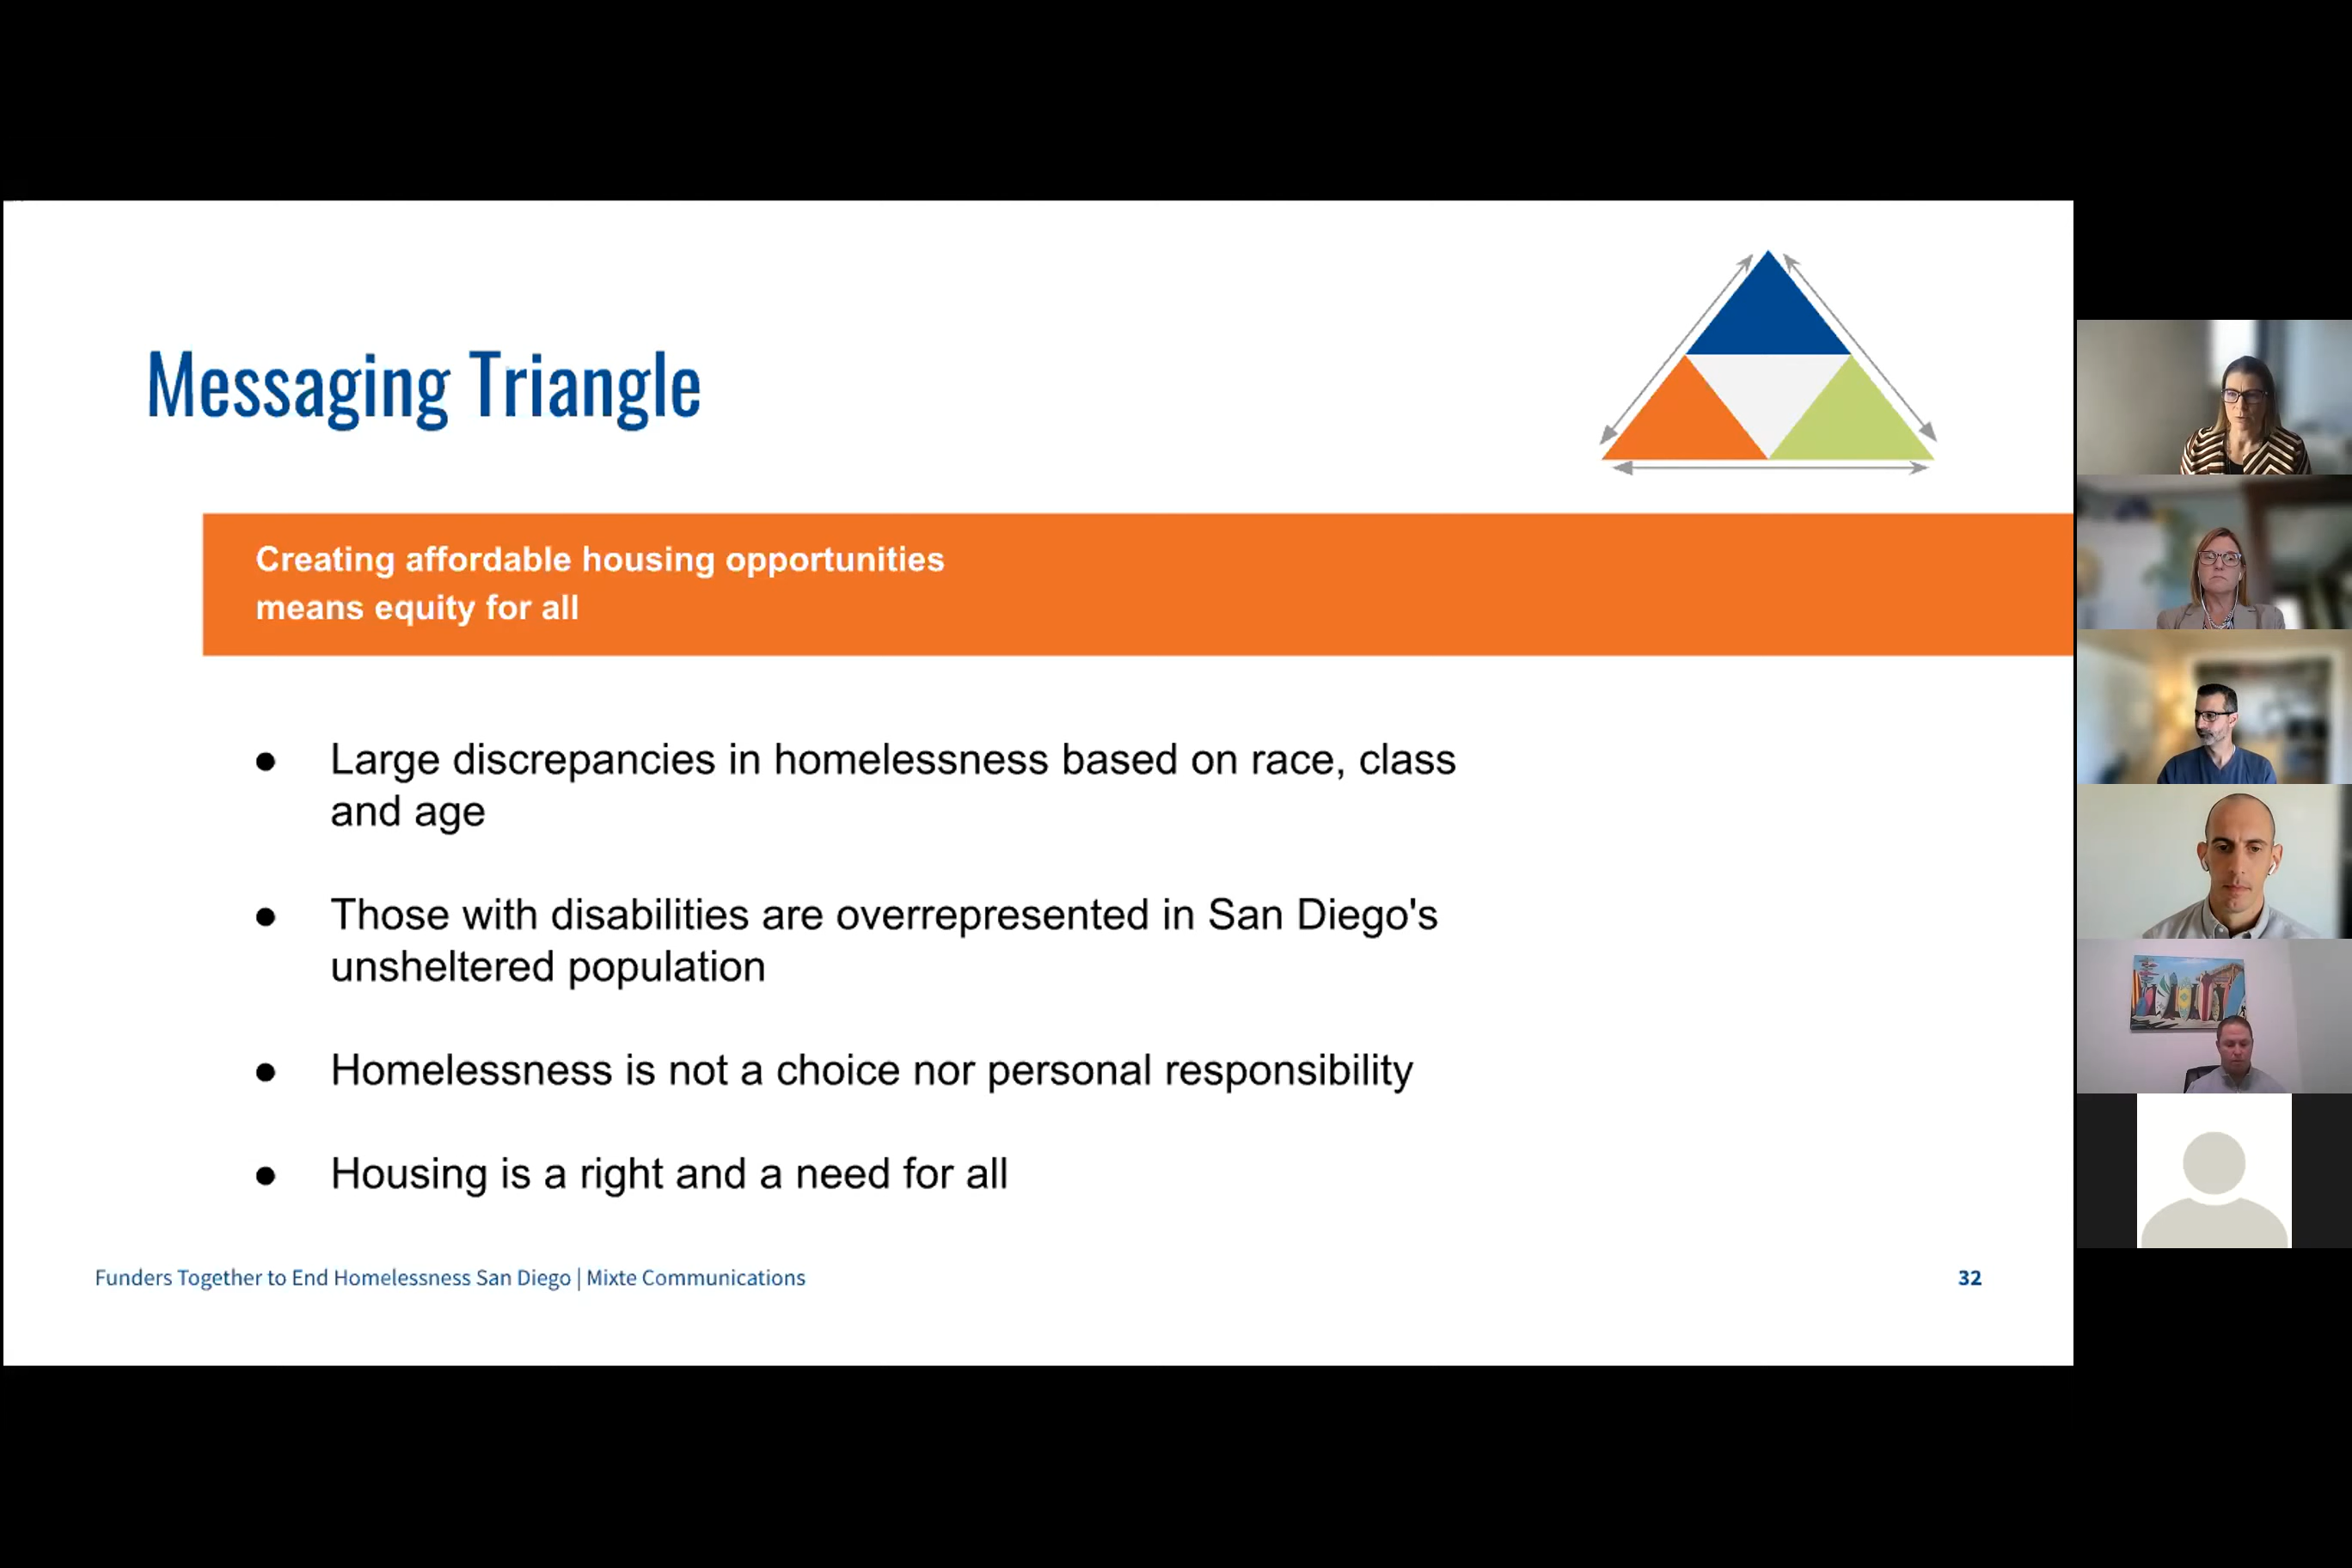 Messaging Triangle
Creating affordable housing opportunities
means equity for all
● Large discrepancies in homelessness based on race, class
and age
● Those with disabilities are overrepresented in San Diego's
unsheltered population
● Homelessness is not a choice nor personal responsibility
● Housing is a right and a need for all
Funders Together to End Homelessness San Diego | Mixte Communications
32